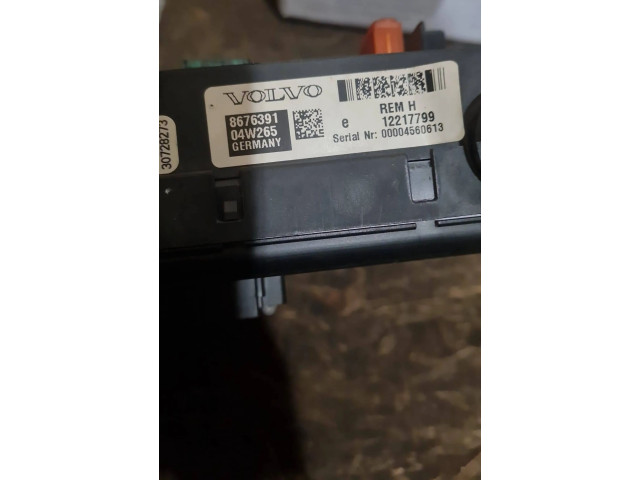 VOLVO
8676391
04W265
GERMANY
REM H
e 12217799
Serial Nr: 00004560613
30728273